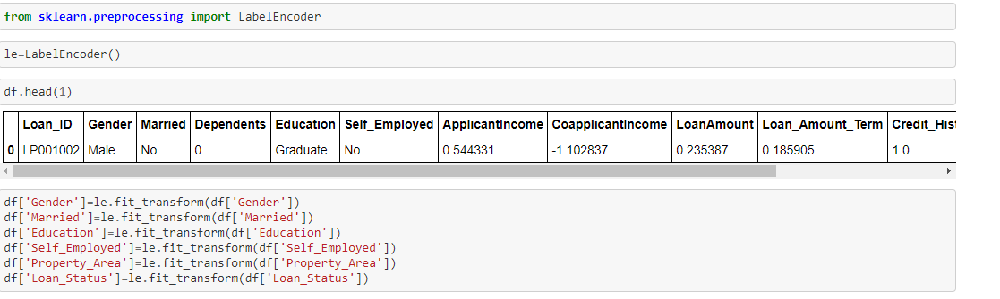 from sklearn.preprocessing import LabelEncoder
le=LabelEncoder()
df.head(1)
Loan_ID Gender Married Dependents Education Self_Employed ApplicantIncome CoapplicantIncome LoanAmount Loan_Amount_Term Credit_Hist
0 LP001002 Male No 0 Graduate No 0.544331 -1.102837 0.235387 0.185905 1.0
df['Gender']=le.fit_transform(df['Gender'])
df['Married']=le.fit_transform(df['Married'])
df['Education']=le.fit_transform(df['Education'])
df['Self_Employed']=le.fit_transform(df['Self_Employed'])
df['Property_Area']=le.fit_transform(df['Property_Area'])
df['Loan_Status']=le.fit_transform(df['Loan_Status'])